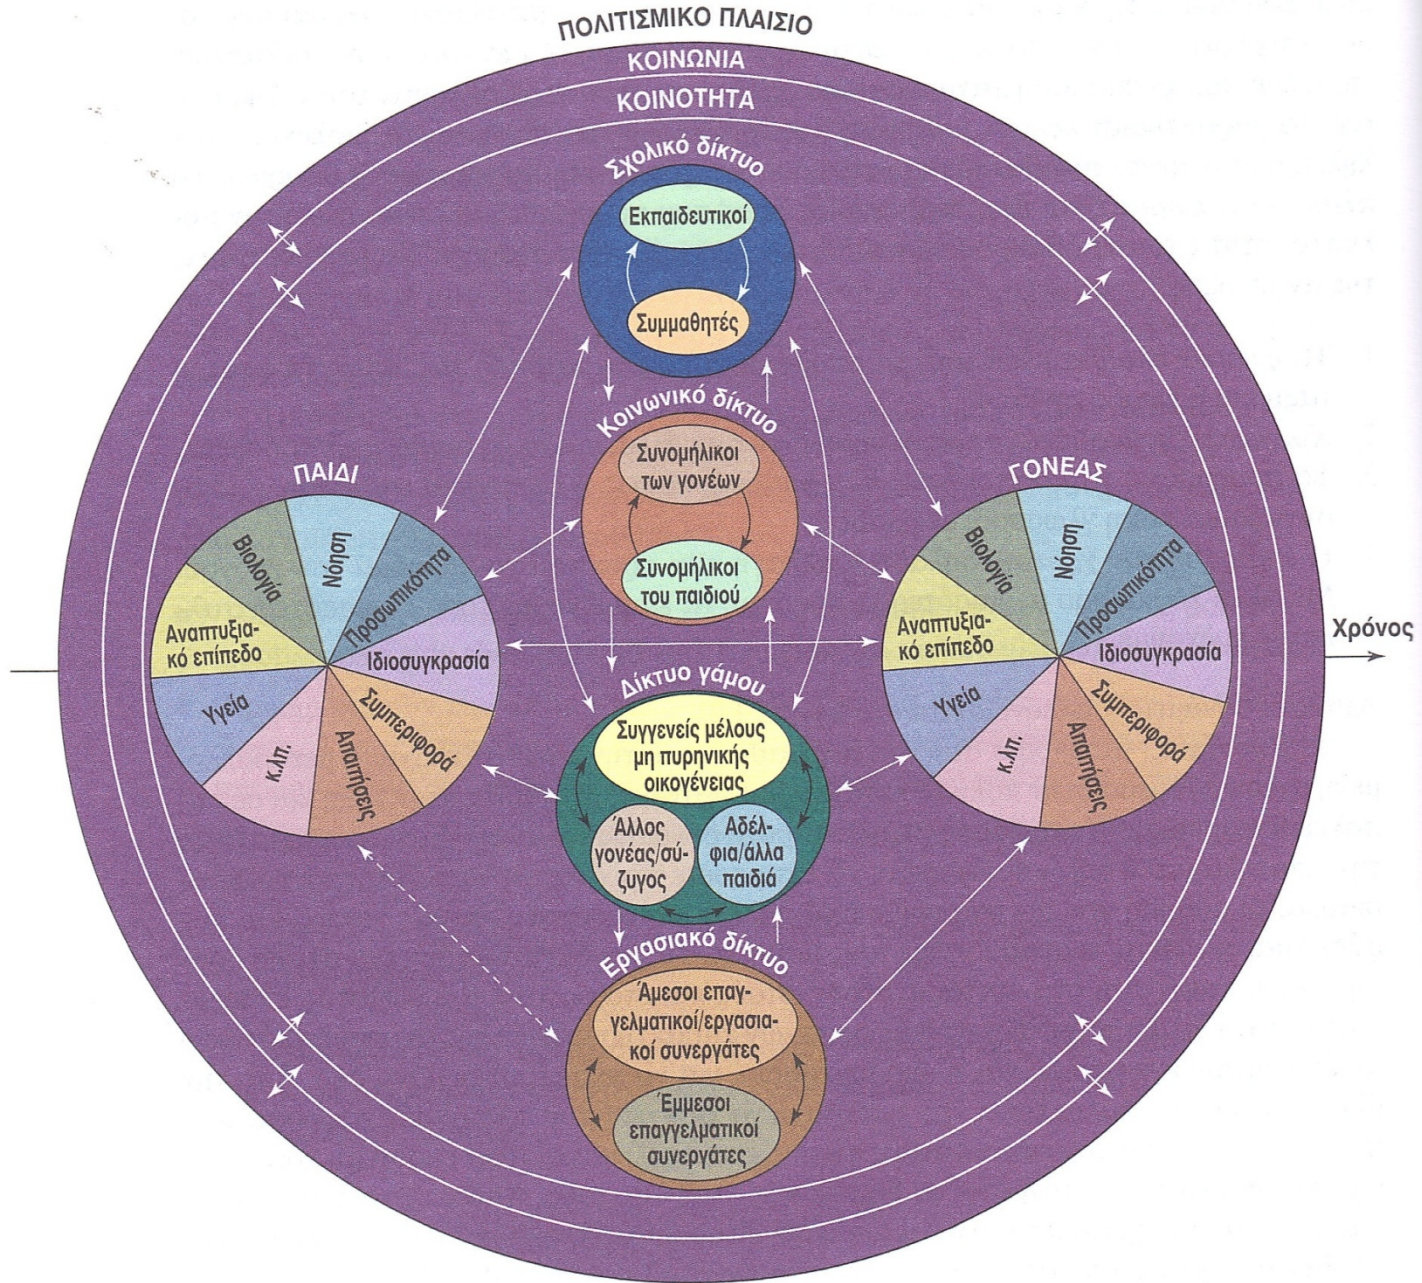 ΠΟΛΙΤΙΣΜΙΚΟ ΠΛΑΙΣΙΟ
ΚΟΙΝΩΝΙΑ
ΚΟΙΝΟΤΗΤΑ
Σχολικό δίκτυο
Εκπαιδευτικοί
Συμμαθητές
Κοινωνικό δίκτυο
Συνομήλικοι
των γονέων
Συνομήλικοι
του παιδιού
ΠΑΙΔΙ
Βιολογία
Νόηση
Προσωπικότητα
Αναπτυξια-
κό επίπεδο
Ιδιοσυγκρασία
Υγεία
Συμπεριφορά
κ.λπ.
Απαιτήσεις
ΓΟΝΕΑΣ
Βιολογία
Νόηση
Προσωπικότητα
Αναπτυξια-
κό επίπεδο
Ιδιοσυγκρασία
Υγεία
Συμπεριφορά
κ.λπ.
Απαιτήσεις
Χρόνος
Δίκτυο γάμου
Συγγενείς μέλους
μη πυρηνικής
οικογένειας
Άλλος
γονέας/σύ-
ζυγος
Αδέλ-
φια/άλλα
παιδιά
Εργασιακό δίκτυο
Άμεσοι επαγ-
γελματικοί/εργασια-
κοί συνεργάτες
Έμμεσοι
επαγγελματικοί
συνεργάτες